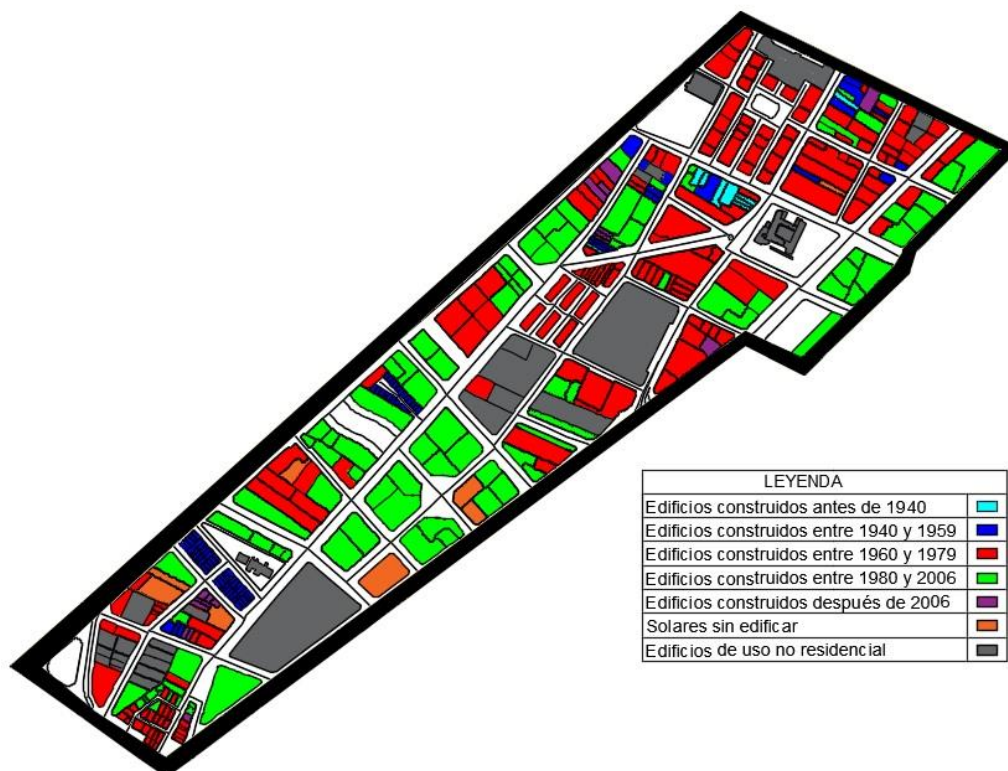 LEYENDA
Edificios construidos antes de 1940
Edificios construidos entre 1940 y 1959
Edificios construidos entre 1960 y 1979
Edificios construidos entre 1980 y 2006
Edificios construidos después de 2006
Solares sin edificar
Edificios de uso no residencial